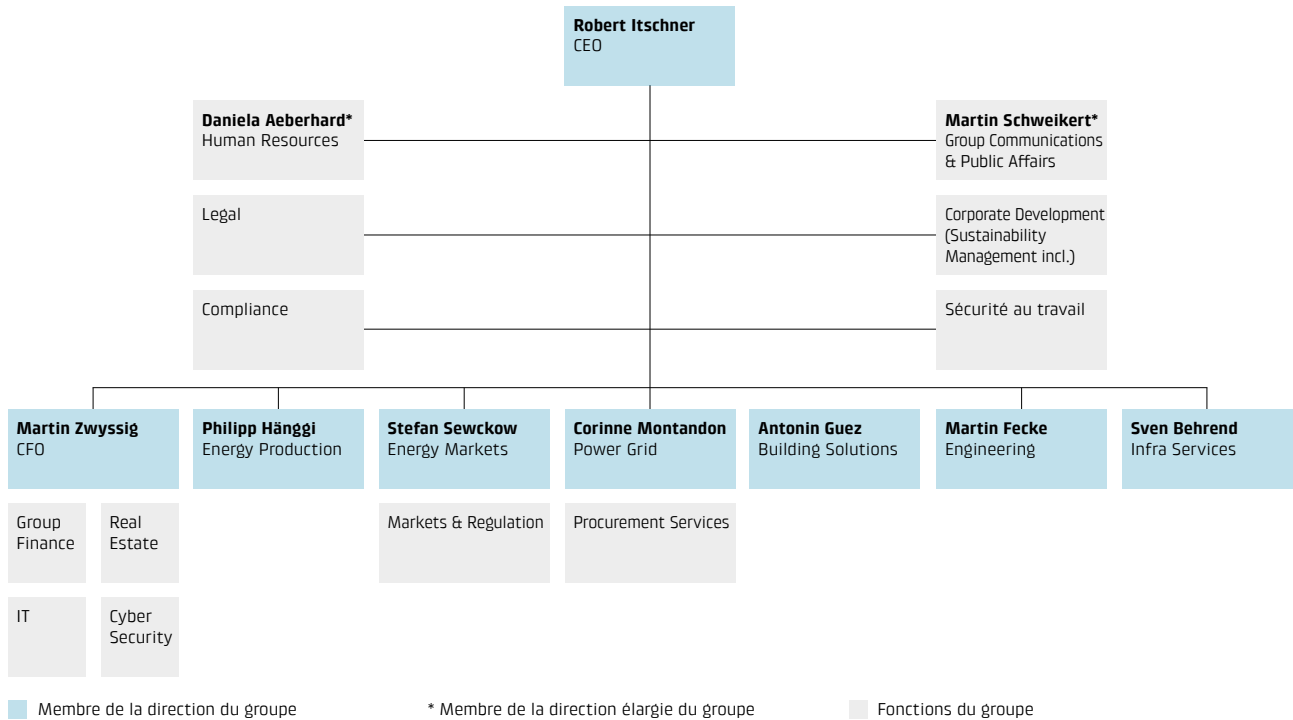 Robert Itschner
CEO
Daniela Aeberhard*
Human Resources
Martin Schweikert*
Group Communications
& Public Affairs
Legal
Corporate Development
(Sustainability
Management incl.)
Compliance
Sécurité au travail
Martin Zwyssig
CFO
Philipp Hänggi
Energy Production
Stefan Sewckow
Energy Markets
Corinne Montandon
Power Grid
Antonin Guez
Building Solutions
Martin Fecke
Engineering
Sven Behrend
Infra Services
Group
Finance
Real
Estate
Markets & Regulation
Procurement Services
IT
Cyber
Security
Membre de la direction du groupe
* Membre de la direction élargie du groupe
Fonctions du groupe